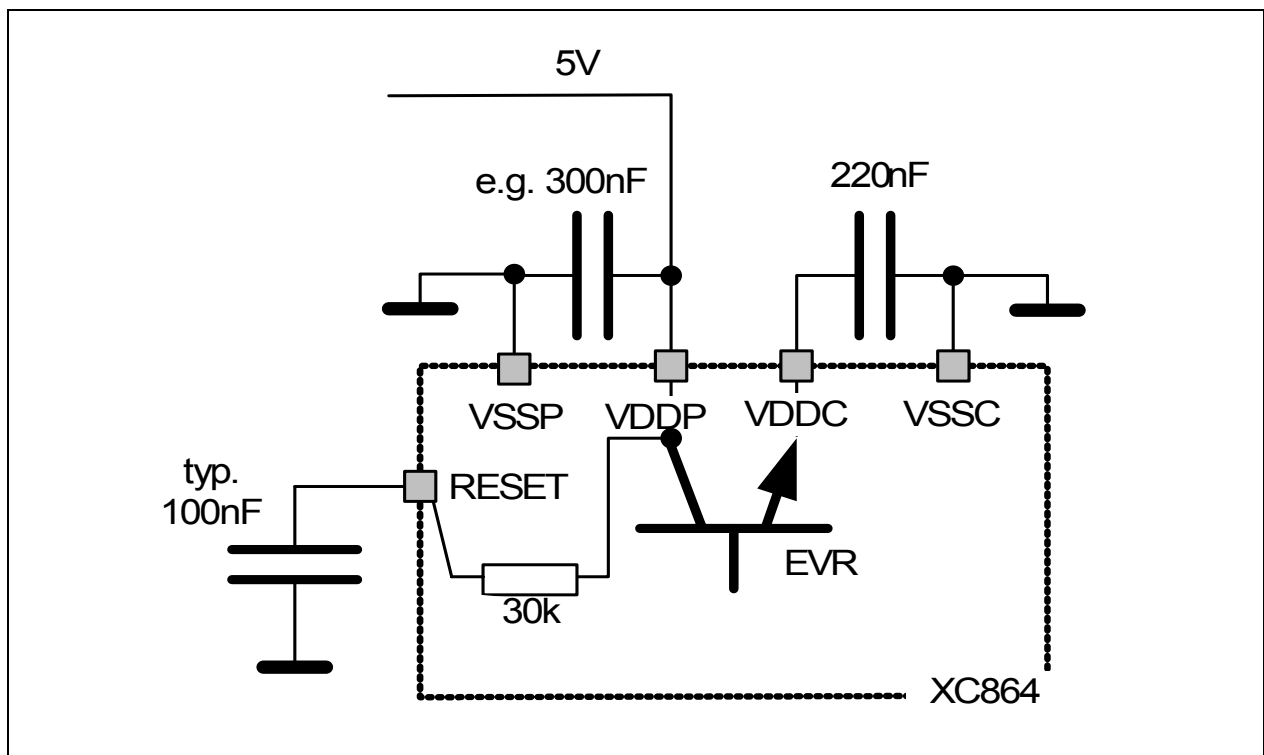 5V
e.g. 300nF
220nF
VSSP
VDDP
VDDC
VSSC
typ.
100nF
RESET
EVR
30k
XC864